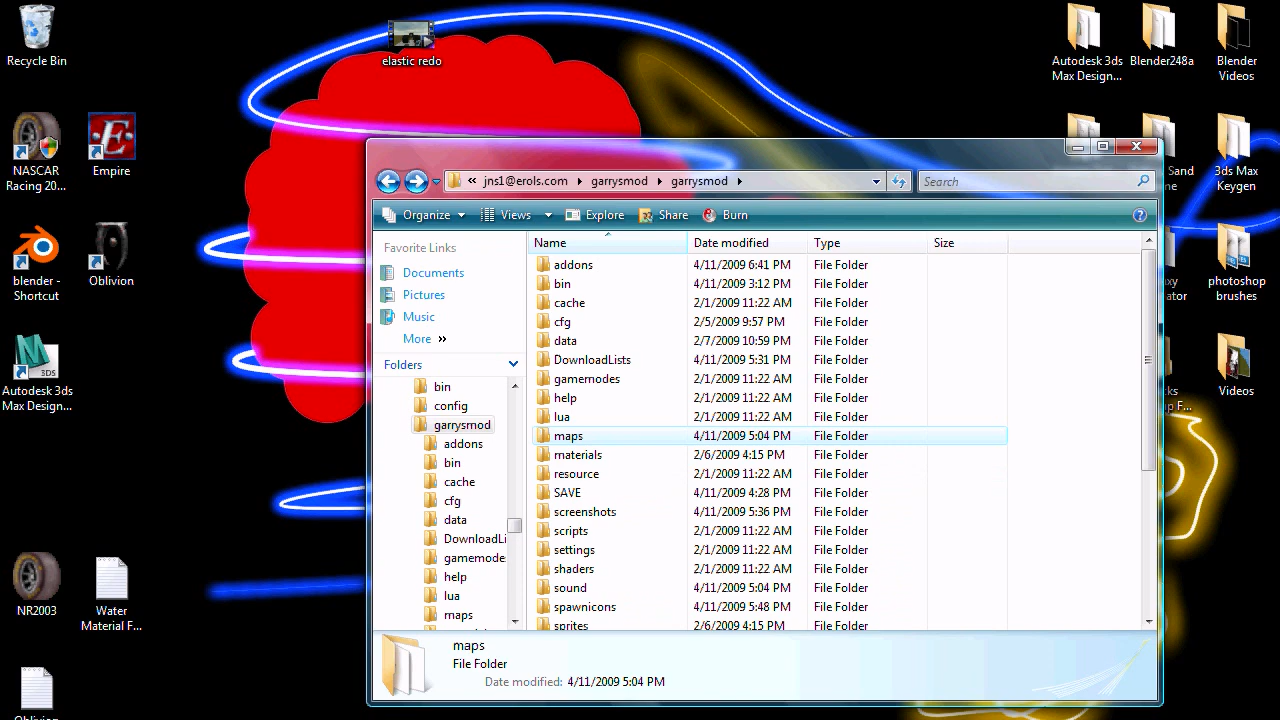 Recycle Bin
elastic redo
Autodesk 3ds
Max Design...
Blender248a
Blender
Videos
NASCAR
Racing 20...
Empire
Sand
me
3ds Max
Keygen
blender -
Shortcut
Oblivion
xy
ator
photoshop
brushes
Autodesk 3ds
Max Design...
cks
p F...
Videos
NR2003
Water
Material F...
Oblivion
« jns1@erols.com garrysmod garrysmod
Search
Organize Views Explore Share Burn
Favorite Links
Documents
Pictures
Music
More »
Folders
bin
config
garrysmod
addons
bin
cache
cfg
data
DownloadLi
gamemode
help
lua
maps
Name Date modified Type Size
addons 4/11/2009 6:41 PM File Folder
bin 4/11/2009 3:12 PM File Folder
cache 2/1/2009 11:22 AM File Folder
cfg 2/5/2009 9:57 PM File Folder
data 2/7/2009 10:59 PM File Folder
DownloadLists 4/11/2009 5:31 PM File Folder
gamemodes 2/1/2009 11:22 AM File Folder
help 2/1/2009 11:22 AM File Folder
lua 2/1/2009 11:22 AM File Folder
maps 4/11/2009 5:04 PM File Folder
materials 2/6/2009 4:15 PM File Folder
resource 2/1/2009 11:22 AM File Folder
SAVE 4/11/2009 4:28 PM File Folder
screenshots 4/11/2009 5:36 PM File Folder
scripts 2/1/2009 11:22 AM File Folder
settings 2/1/2009 11:22 AM File Folder
shaders 2/1/2009 11:22 AM File Folder
sound 4/11/2009 5:04 PM File Folder
spawnicons 4/11/2009 5:48 PM File Folder
sprites 2/6/2009 4:15 PM File Folder
maps
File Folder
Date modified: 4/11/2009 5:04 PM